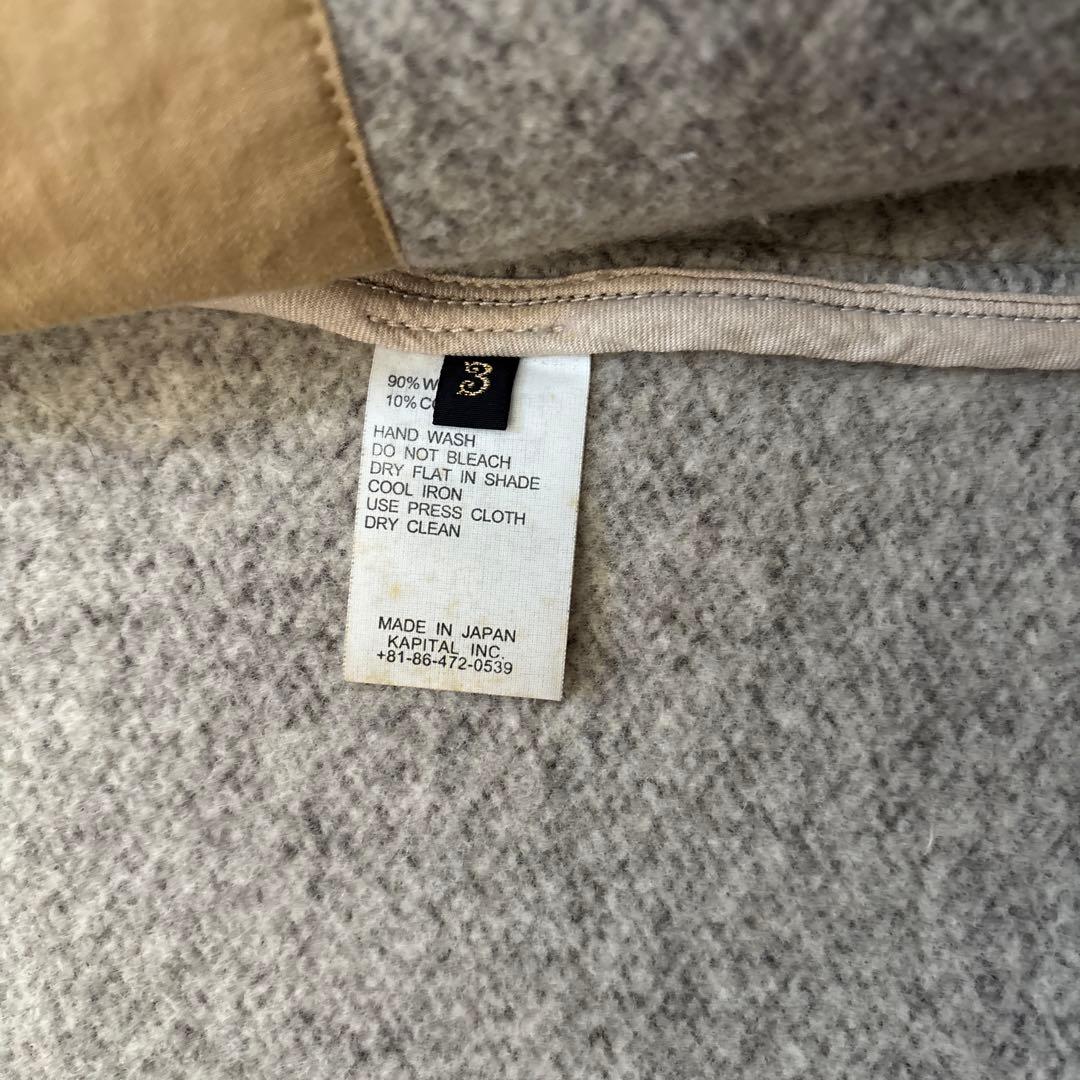 3
90% W
10% C
HAND WASH
DO NOT BLEACH
DRY FLAT IN SHADE
COOL IRON
USE PRESS CLOTH
DRY CLEAN
MADE IN JAPAN
KAPITAL INC.
+81-86-472-0539